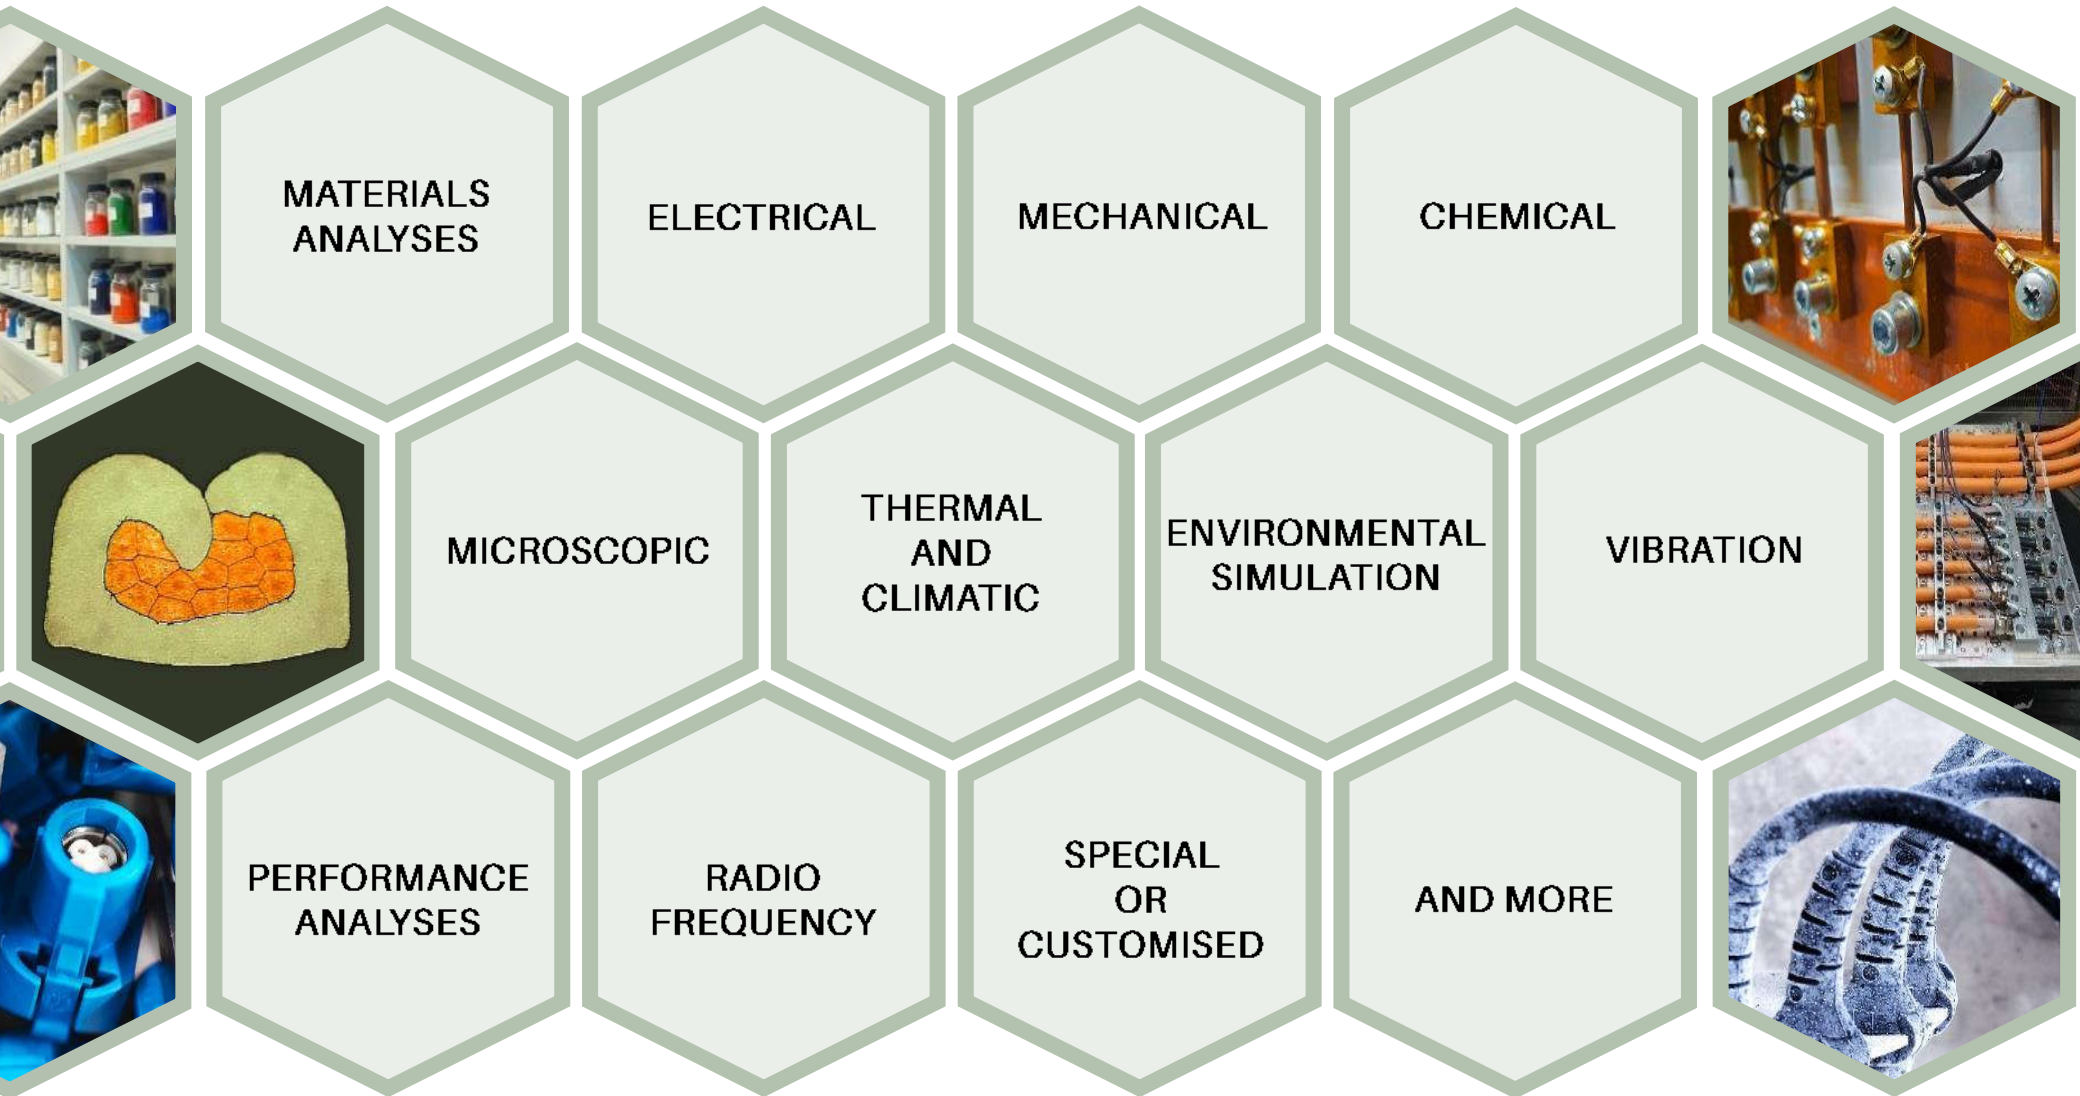 MATERIALS
ANALYSES
ELECTRICAL
MECHANICAL
CHEMICAL
MICROSCOPIC
THERMAL
AND
CLIMATIC
ENVIRONMENTAL
SIMULATION
VIBRATION
PERFORMANCE
ANALYSES
RADIO
FREQUENCY
SPECIAL
OR
CUSTOMISED
AND MORE